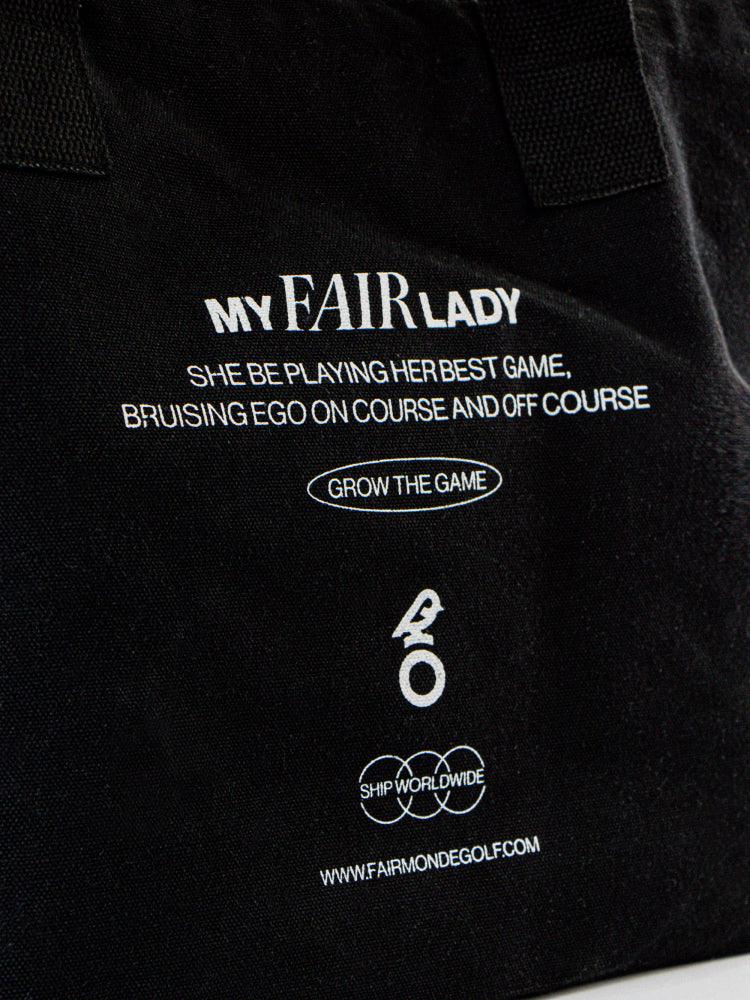 MY FAIR LADY
SHE BE PLAYING HER BEST GAME,
BRUISING EGO ON COURSE AND OFF COURSE
GROW THE GAME
SHIP WORLDWIDE
WWW.FAIRMONDEGOLF.COM